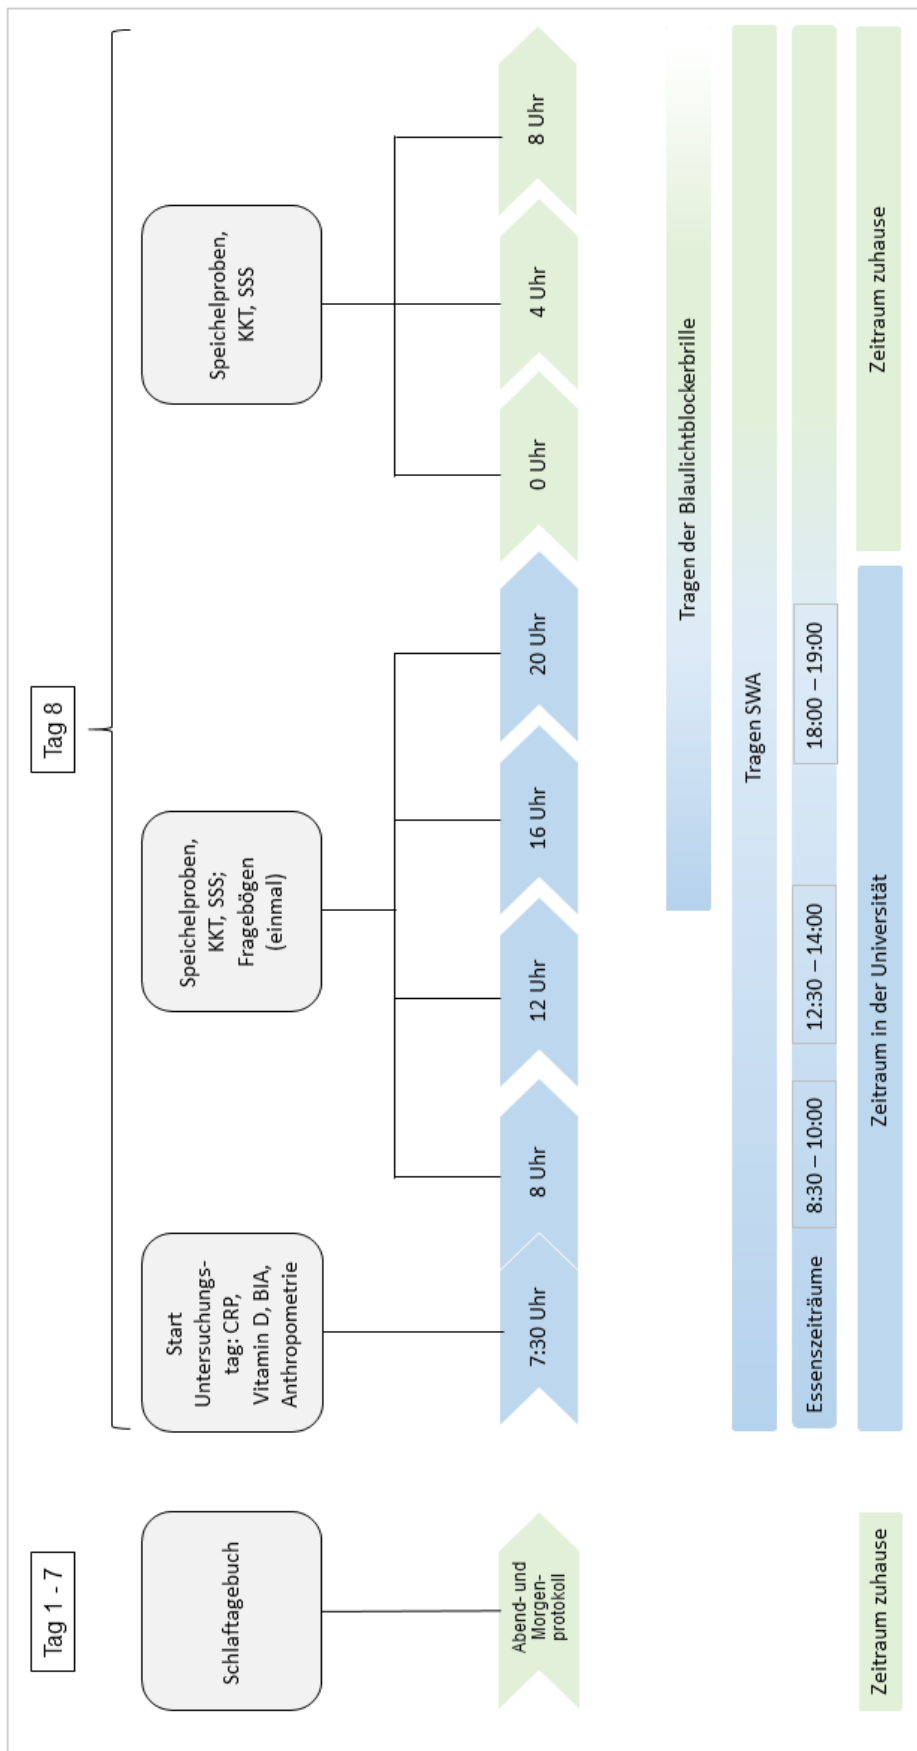 Tag 1 - 7
Tag 8
Schlaftagebuch
Start
Untersuchungs-
tag: CRP,
Vitamin D, BIA,
Anthropometrie
Speichelproben,
KKT, SSS;
Fragebögen
(einmal)
Speichelproben,
KKT, SSS
Abend- und
Morgen-
protokoll
7:30 Uhr
8 Uhr
12 Uhr
16 Uhr
20 Uhr
0 Uhr
4 Uhr
8 Uhr
Tragen der Blaulichtblockerbrille
Tragen SWA
Essenszeiträume
8:30 – 10:00
12:30 – 14:00
18:00 – 19:00
Zeitraum zuhause
Zeitraum in der Universität
Zeitraum zuhause